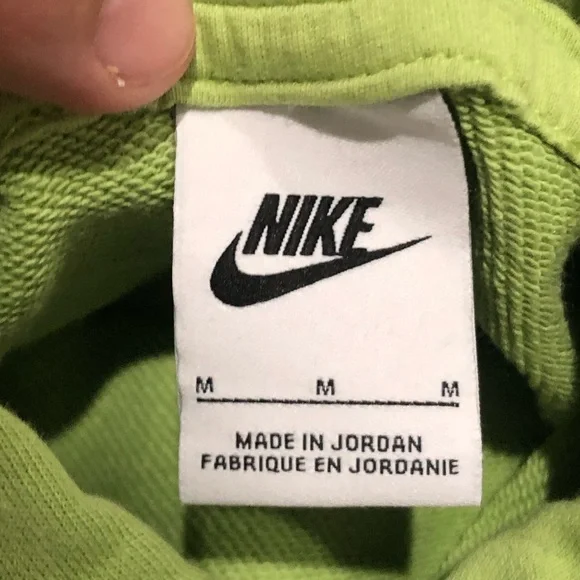 NIKE
M M M
MADE IN JORDAN
FABRIQUE EN JORDANIE